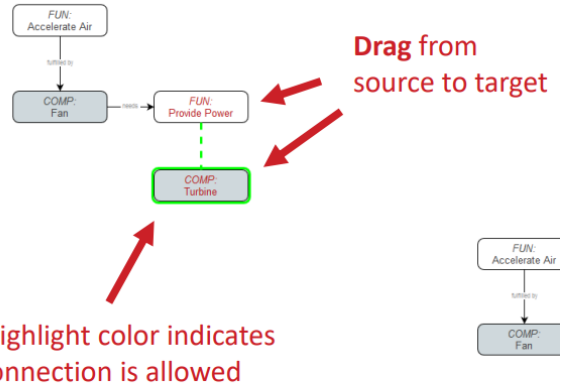 FUN:
Accelerate Air
fulfilled by
COMP:
Fan
needs
FUN:
Provide Power
COMP:
Turbine
Drag from
source to target
ighlight color indicates
onnection is allowed
FUN:
Accelerate Air
fulfilled by
COMP:
Fan